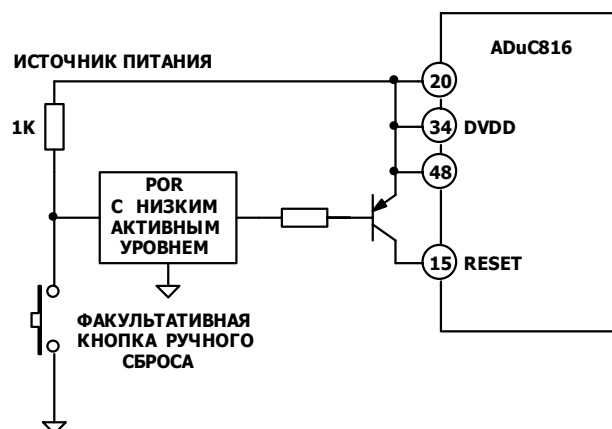 ADuC816
ИСТОЧНИК ПИТАНИЯ
20
1K
34 DVDD
48
POR
С НИЗКИМ
АКТИВНЫМ
УРОВНЕМ
15 RESET
ФАКУЛЬТАТИВНАЯ
КНОПКА РУЧНОГО
СБРОСА